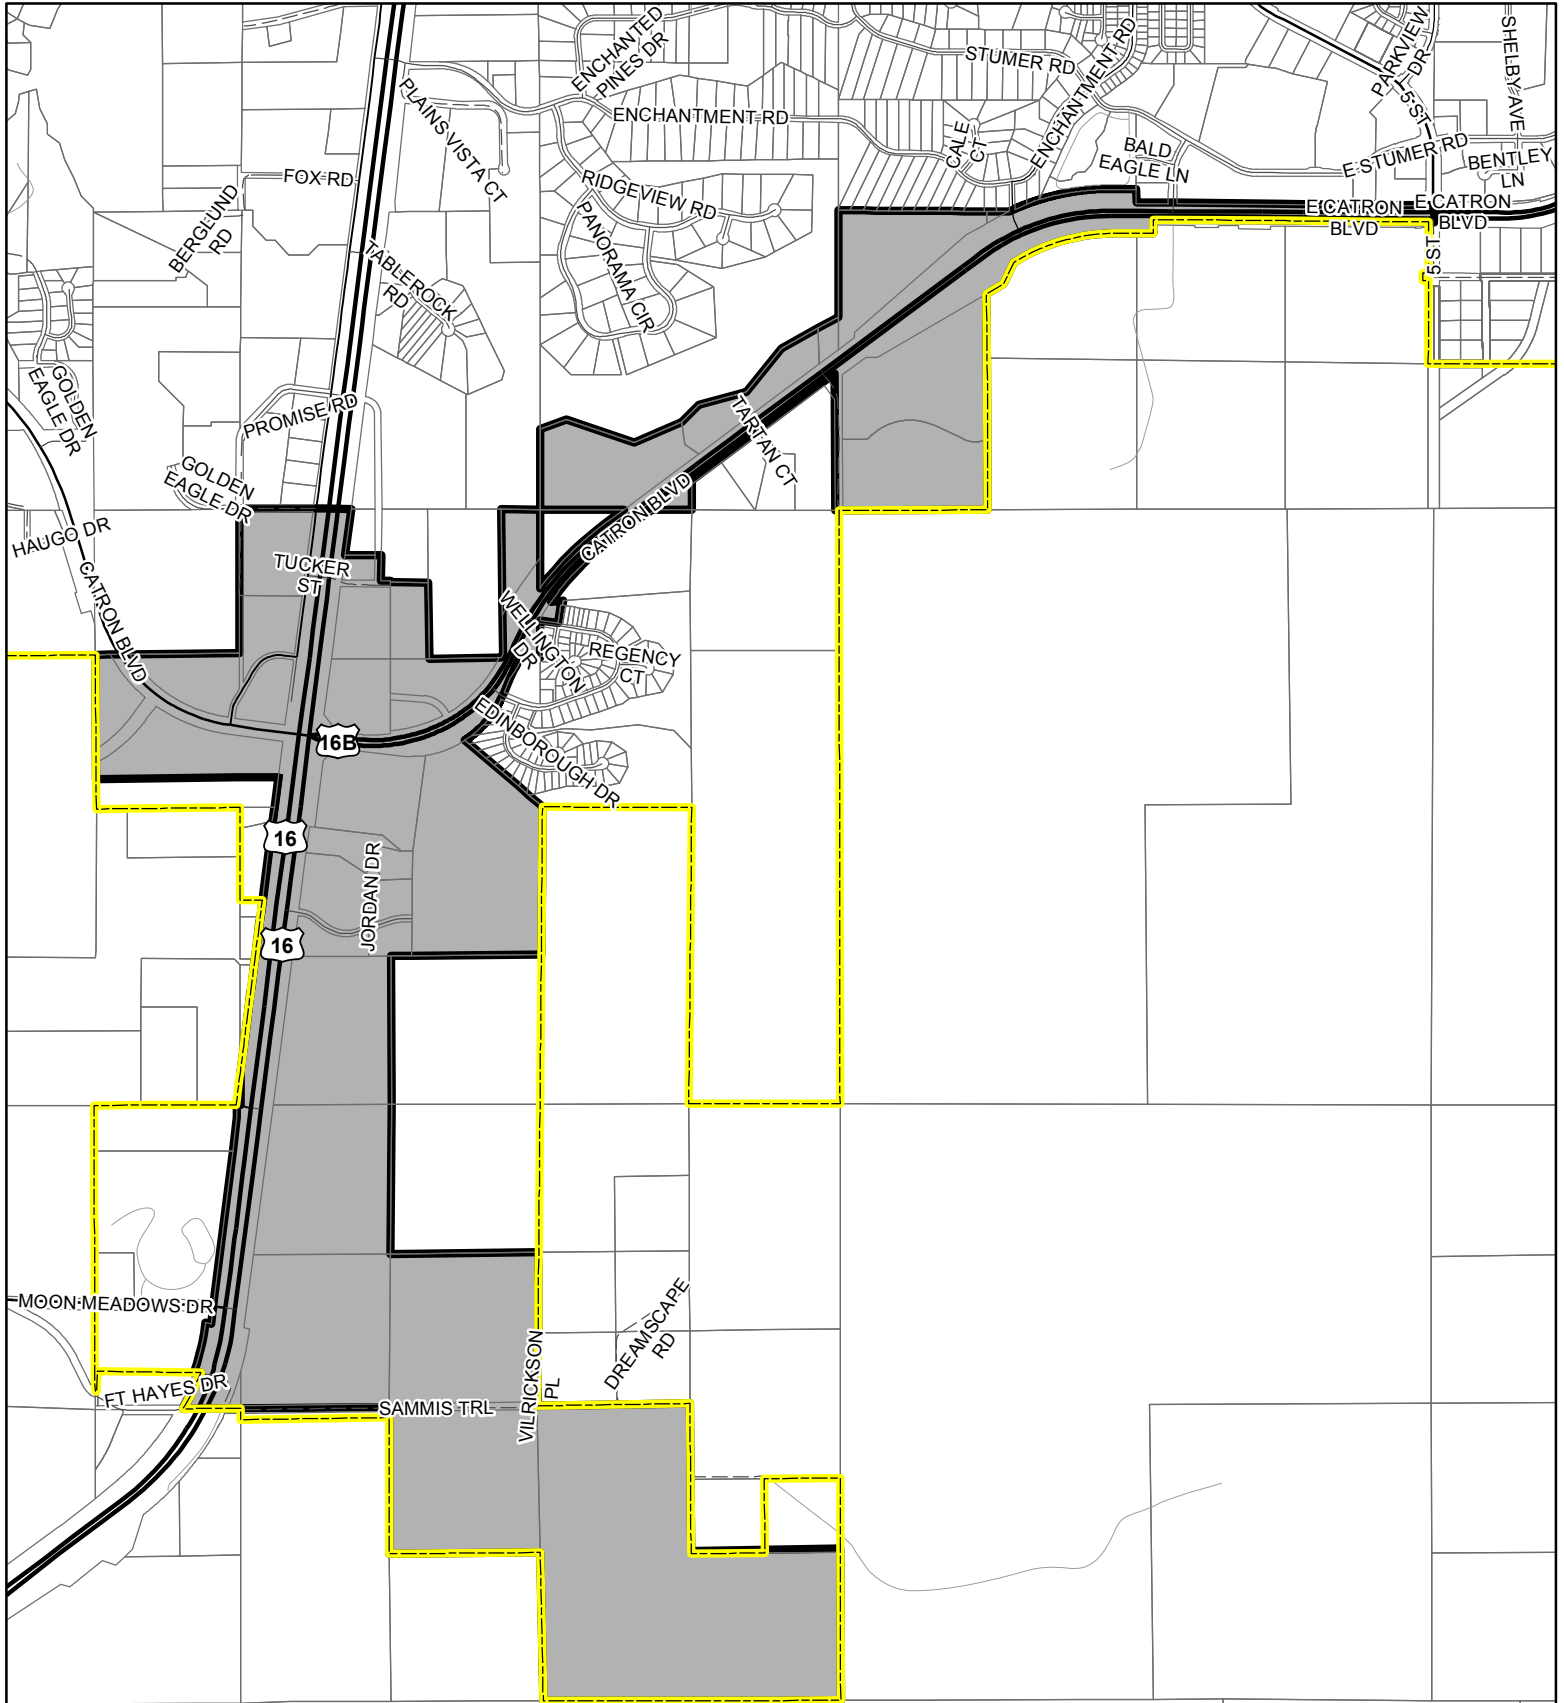 ENCHANTED
PINES DR
STUMER RD
ENCHANTMENT RD
PARKVIEW
DR
5 ST
SHELBY AVE
PLAINS VISTA CT
ENCHANTMENT RD
CALE
CT
BALD
EAGLE LN
E STUMER RD
BENTLEY
LN
FOX RD
BERGLUND
RD
RIDGEVIEW RD
PANORAMA CIR
E CATRON
BLVD
E CATRON
BLVD
5 ST
TABLEROCK
RD
GOLDEN
EAGLE DR
PROMISE RD
TARTAN CT
GOLDEN
EAGLE DR
CATRON BLVD
HAUGO DR
TUCKER
ST
CATRON BLVD
WELLINGTON
DR
REGENCY
CT
EDINBOROUGH DR
16B
16
JORDAN DR
16
MOON MEADOWS DR
DREAMSCAPE
RD
VILRICKSON
PL
FT HAYES DR
SAMMIS TRL